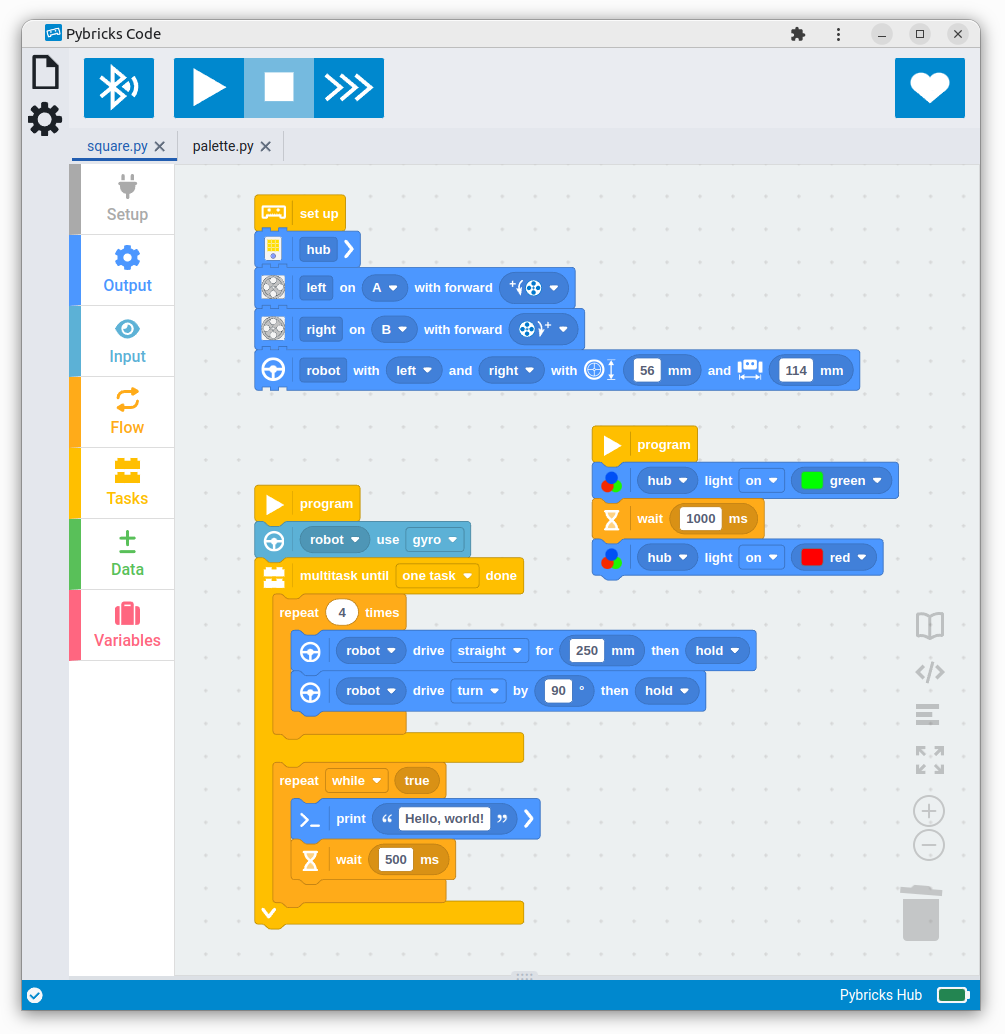 Pybricks Code
square.py
palette.py
Setup
Output
Input
Flow
Tasks
Data
Variables
set up
hub
left on A with forward +
right on B with forward +
robot with left and right with 56 mm and 114 mm
program
hub light on green
wait 1000 ms
hub light on red
program
robot use gyro
multitask until one task done
repeat 4 times
robot drive straight for 250 mm then hold
robot drive turn by 90 ° then hold
repeat while true
print “ Hello, world! ”
wait 500 ms
Pybricks Hub